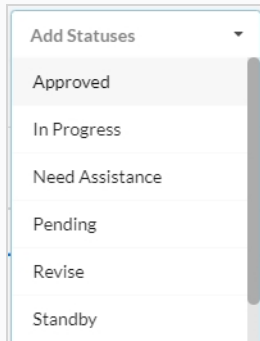 Add Statuses
Approved
In Progress
Need Assistance
Pending
Revise
Standby